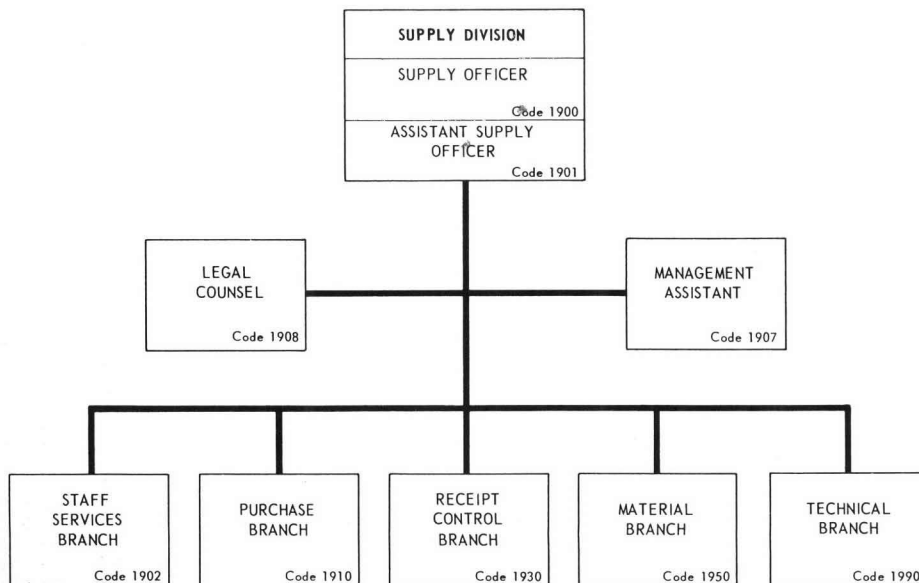 SUPPLY DIVISION
SUPPLY OFFICER
Code 1900
ASSISTANT SUPPLY
OFFICER
Code 1901
LEGAL
COUNSEL
Code 1908
MANAGEMENT
ASSISTANT
Code 1907
STAFF
SERVICES
BRANCH
Code 1902
PURCHASE
BRANCH
Code 1910
RECEIPT
CONTROL
BRANCH
Code 1930
MATERIAL
BRANCH
Code 1950
TECHNICAL
BRANCH
Code 1990